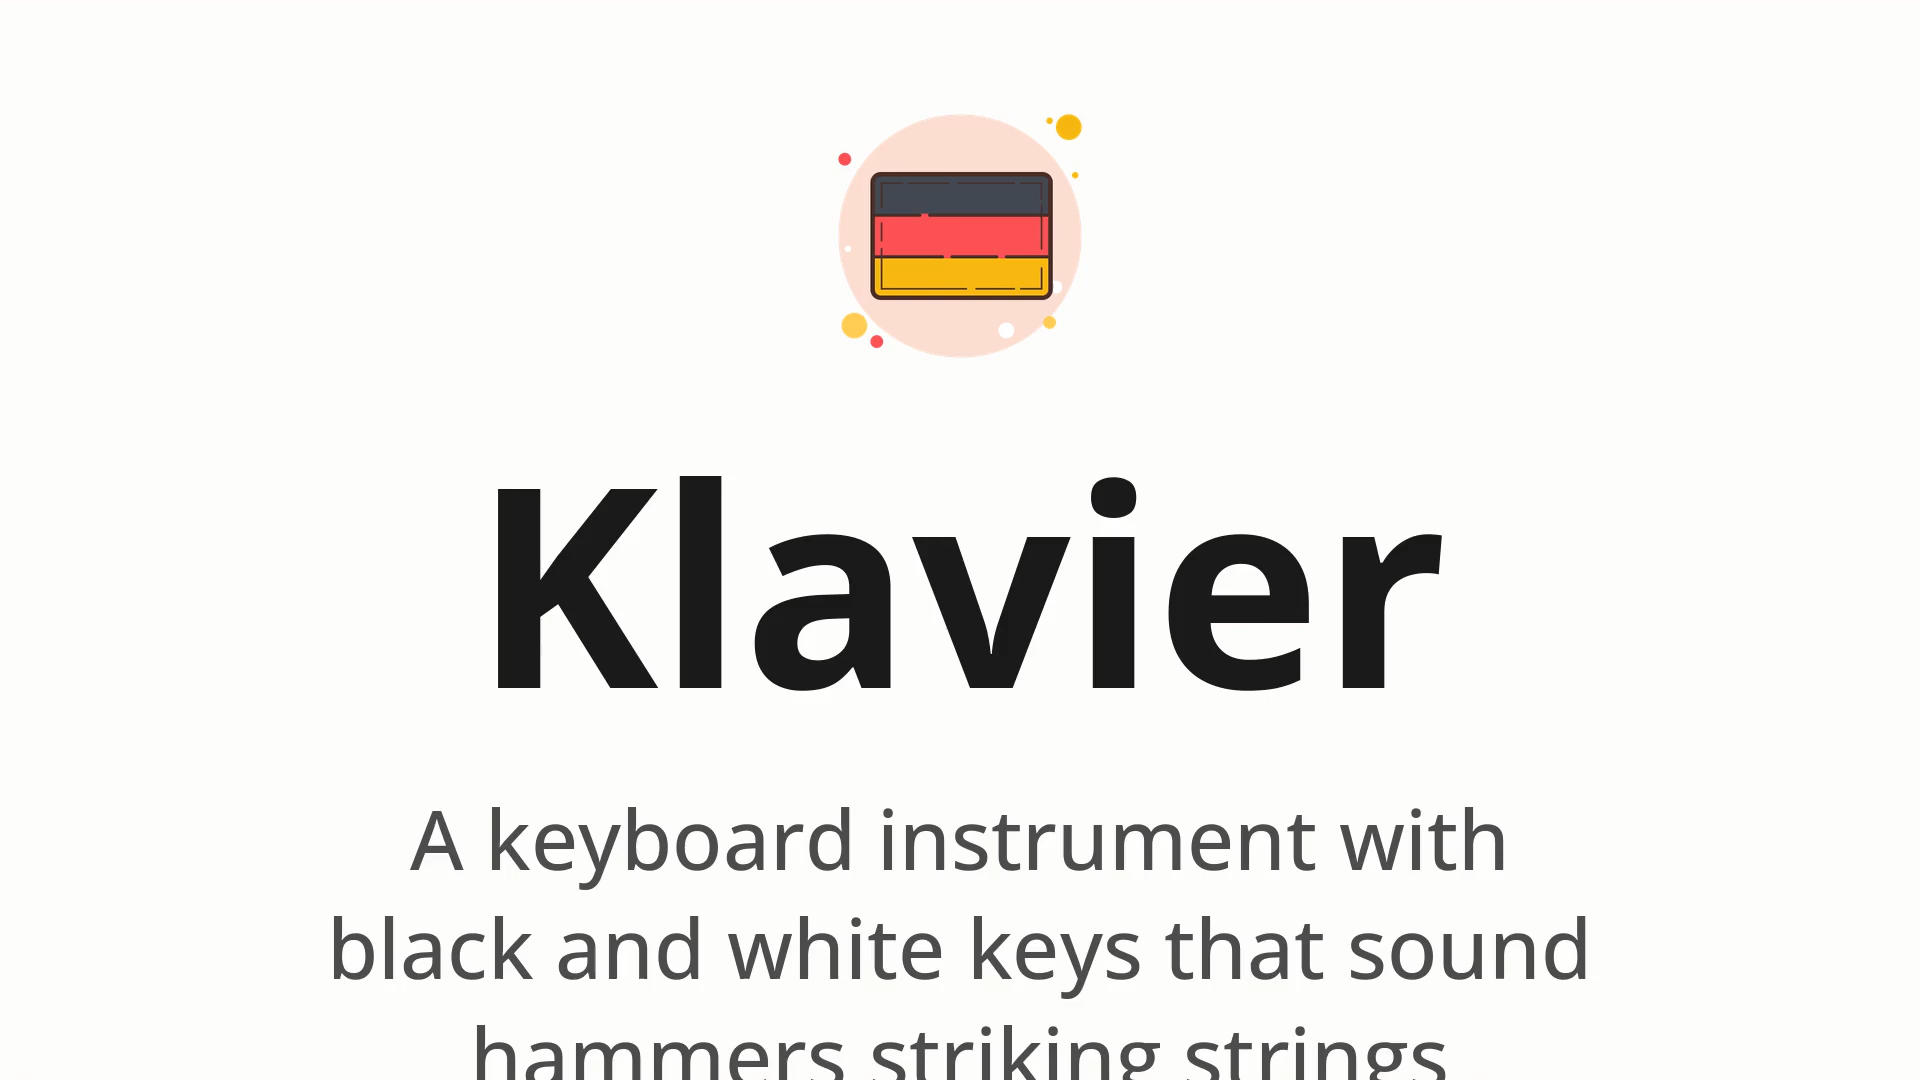 Klavier
A keyboard instrument with
black and white keys that sound
hammers striking strings